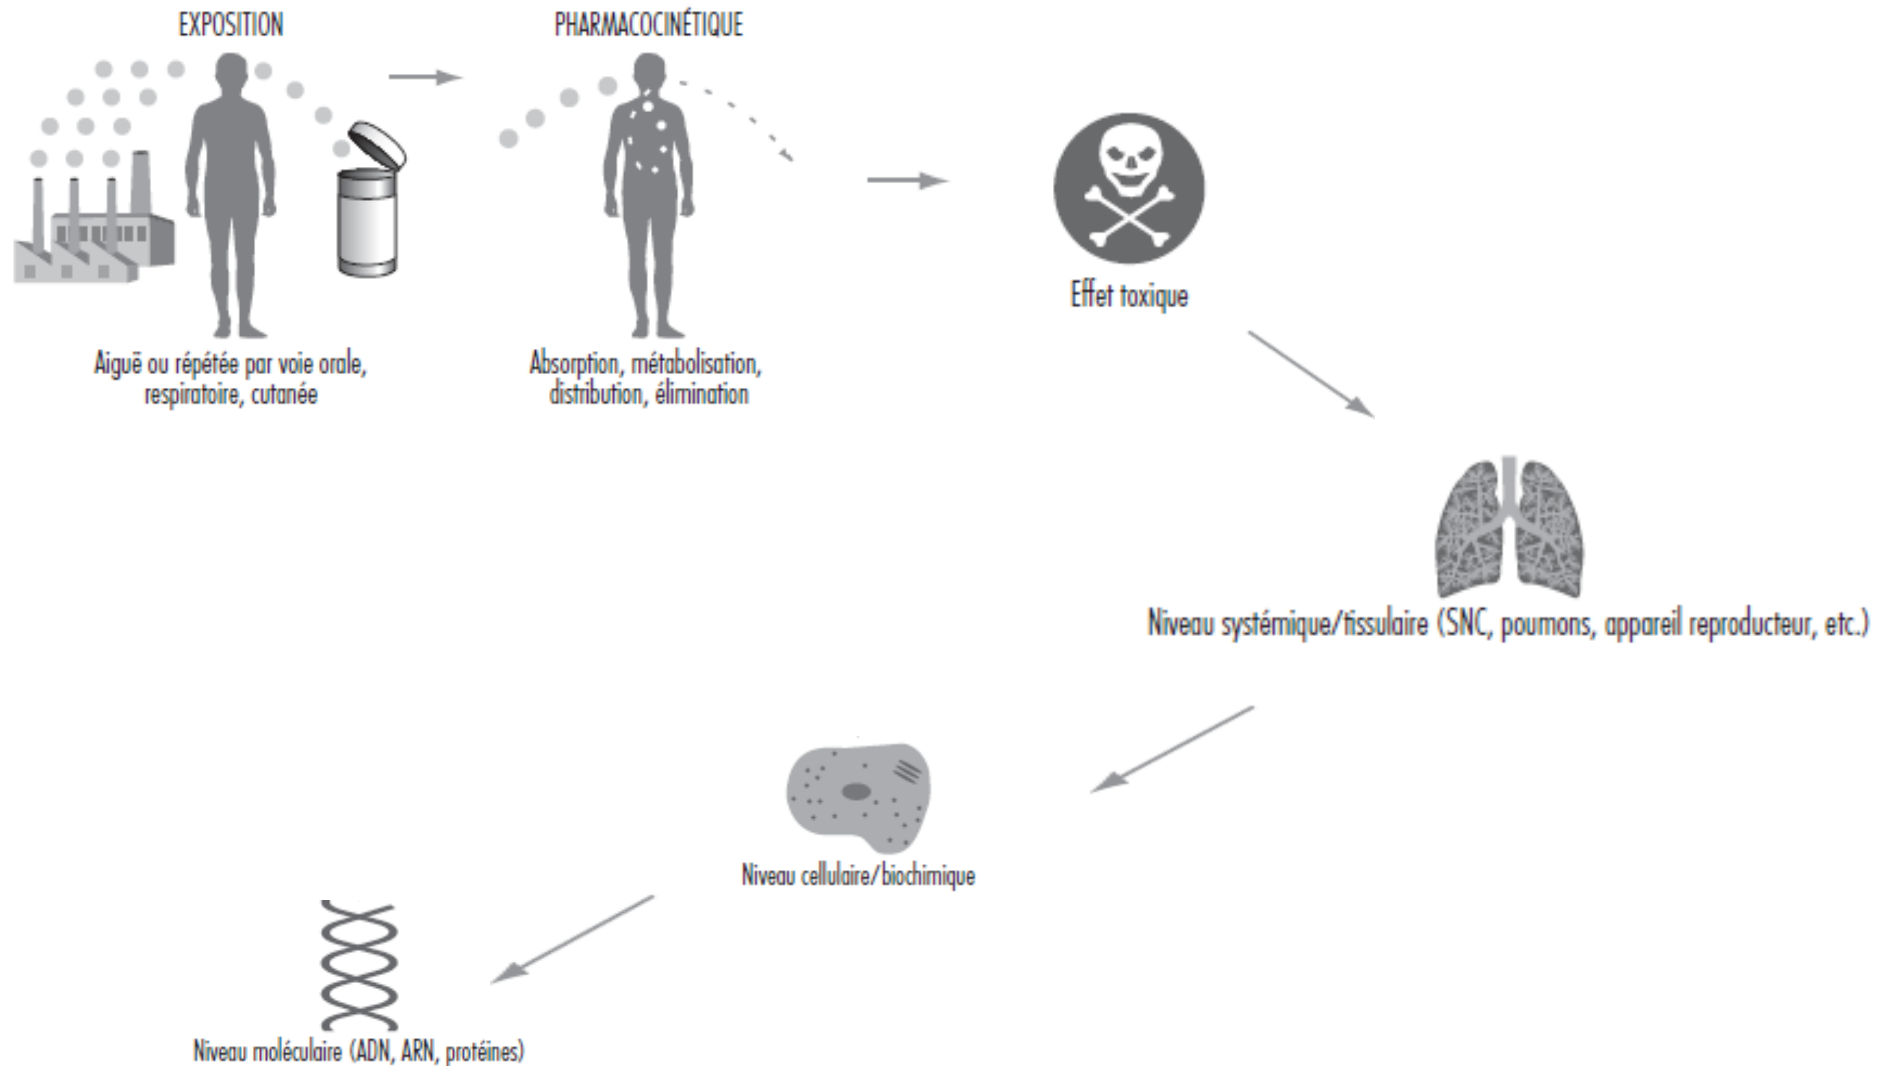 EXPOSITION
PHARMACOCINÉTIQUE
Aiguë ou répétée par voie orale,
respiratoire, cutanée
Absorption, métabolisation,
distribution, élimination
Effet toxique
Niveau systémique/tissulaire (SNC, poumons, appareil reproducteur, etc.)
Niveau cellulaire/biochimique
Niveau moléculaire (ADN, ARN, protéines)